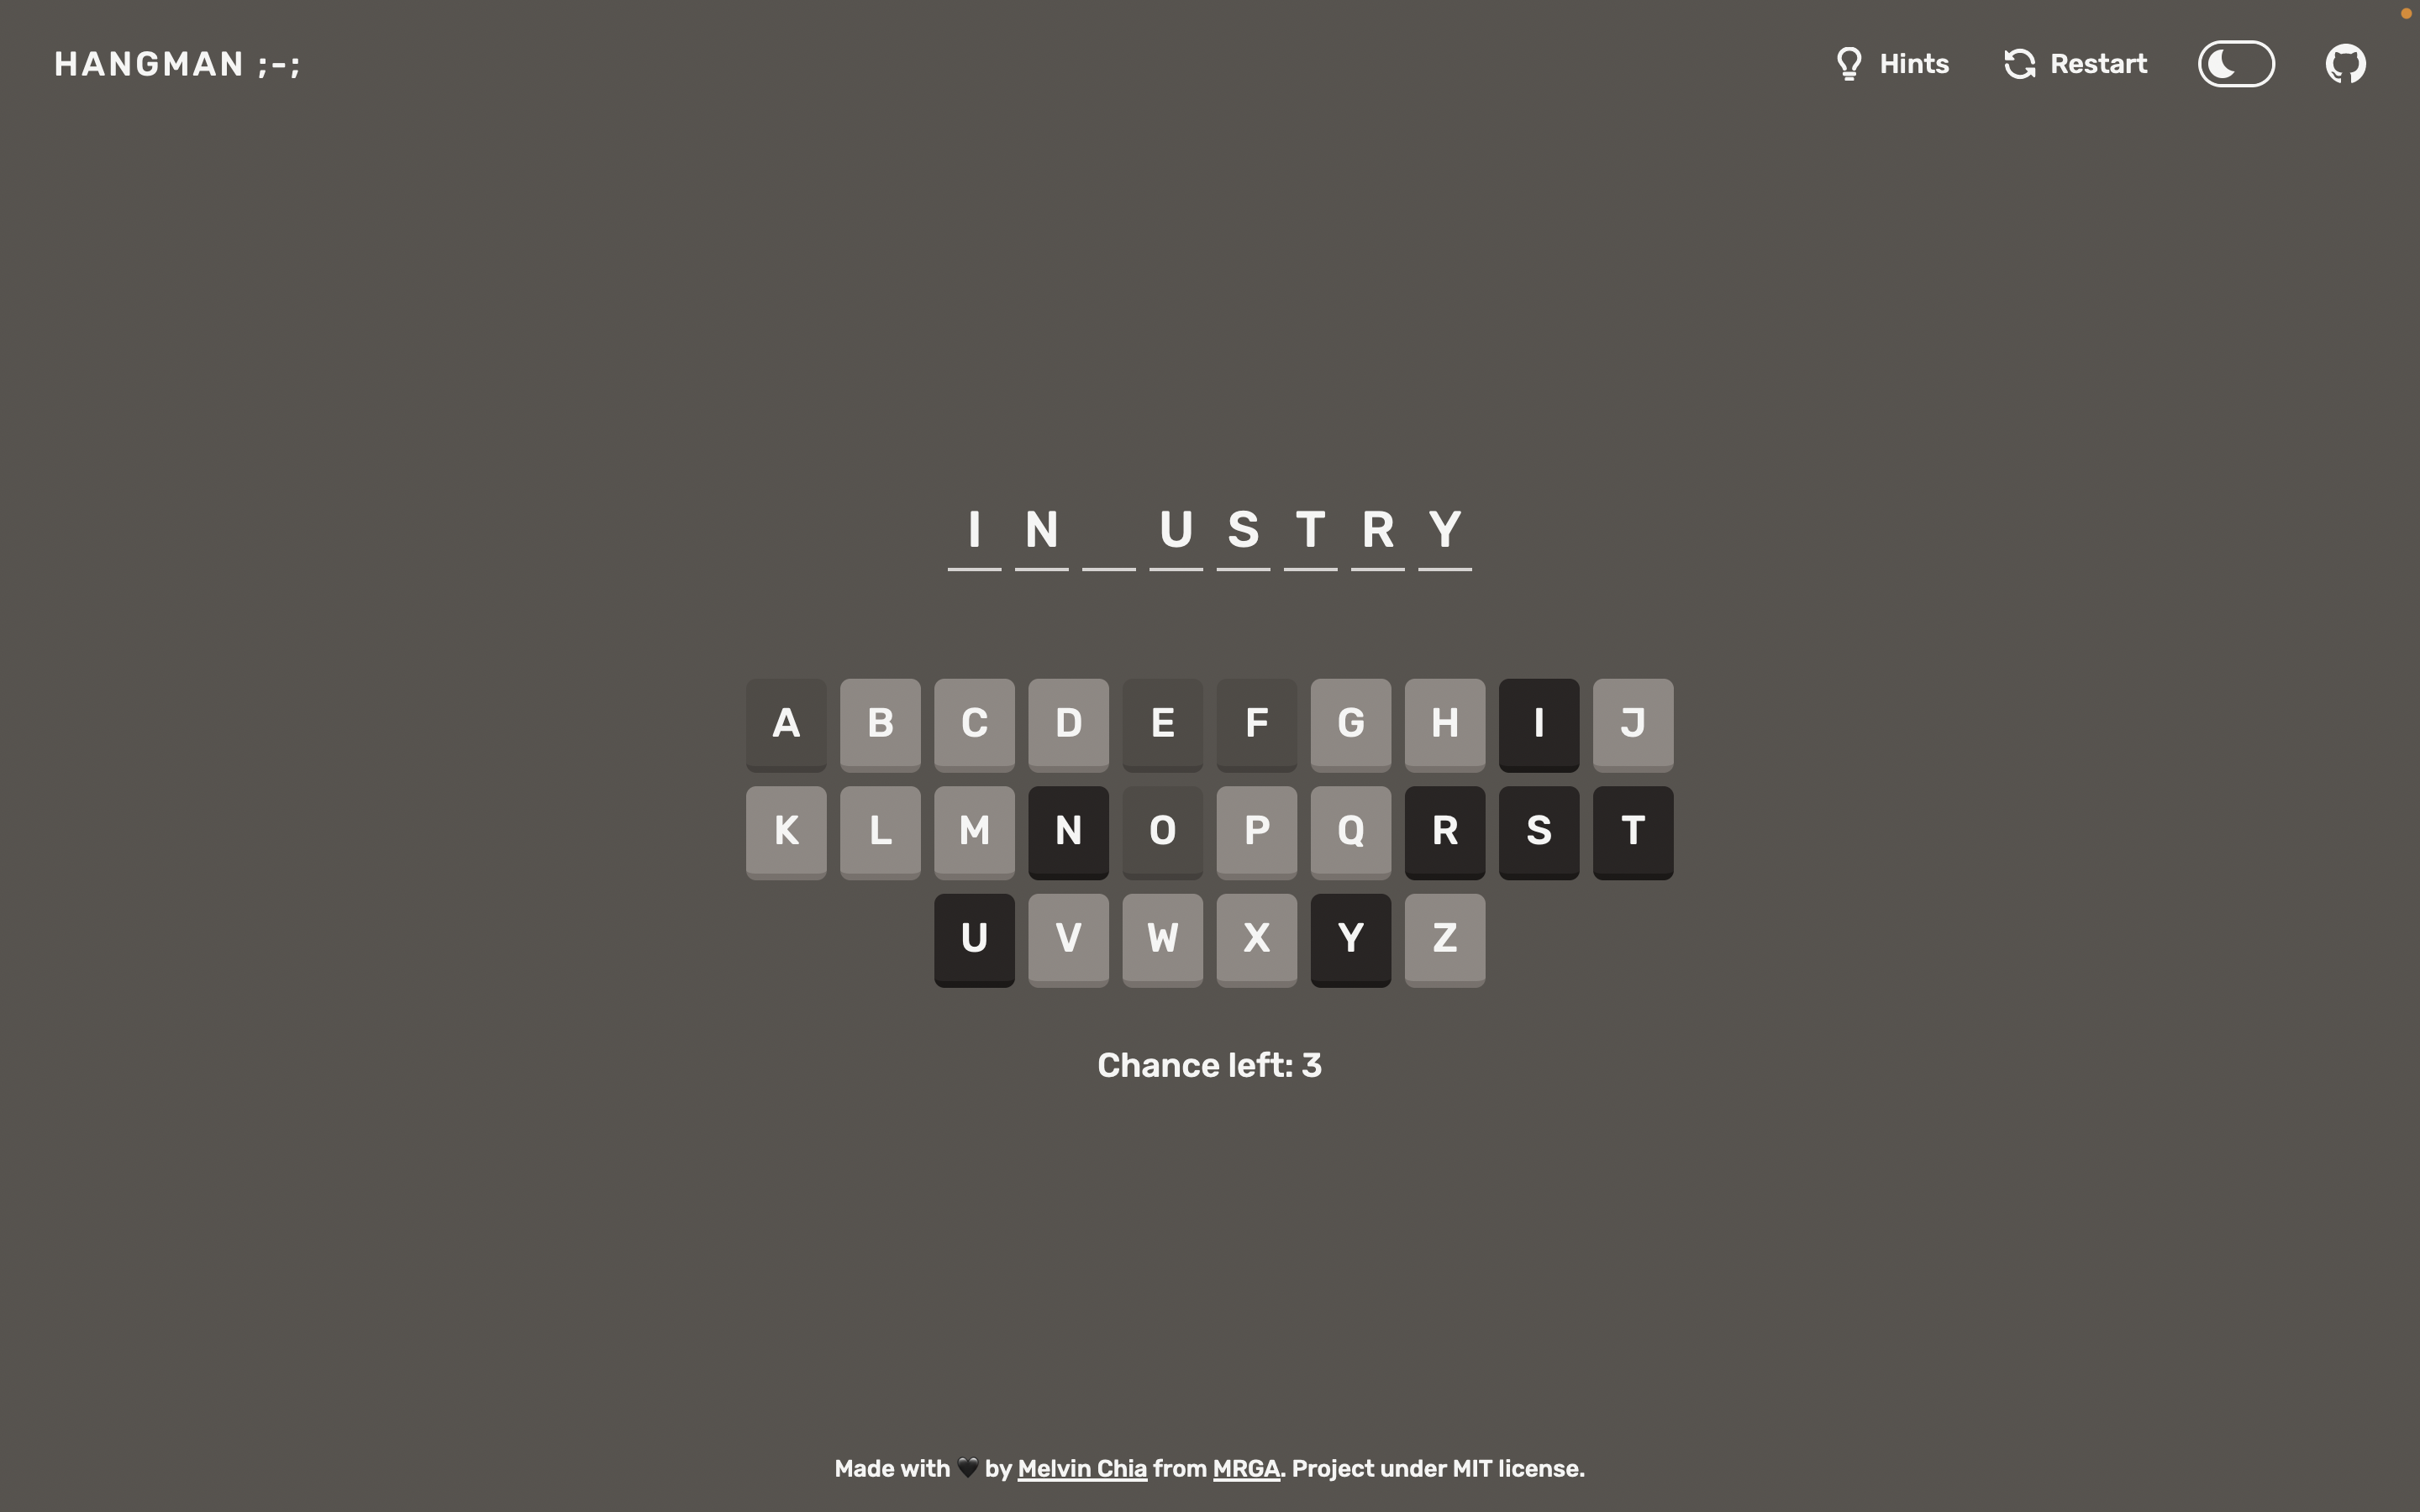 HANGMAN ;-;
Hints
Restart
I N _ U S T R Y
A B C D E F G H I J
K L M N O P Q R S T
U V W X Y Z
Chance left: 3
Made with 🖤 by Melvin Chia from MRGA. Project under MIT license.